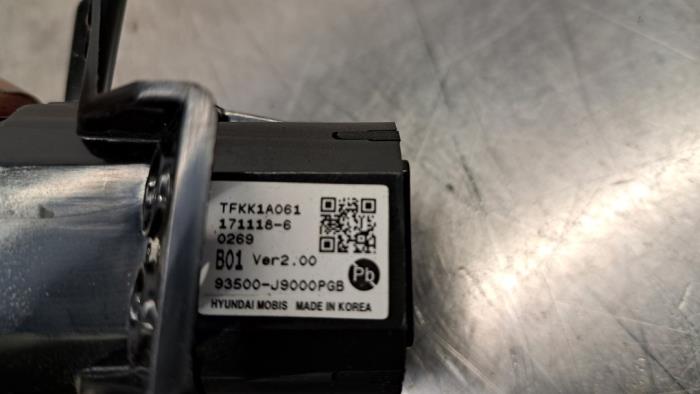 TFKK1A061
171118-6
0269
B01 Ver2.00
Pb
93500-J9000PGB
HYUNDAI MOBIS MADE IN KOREA